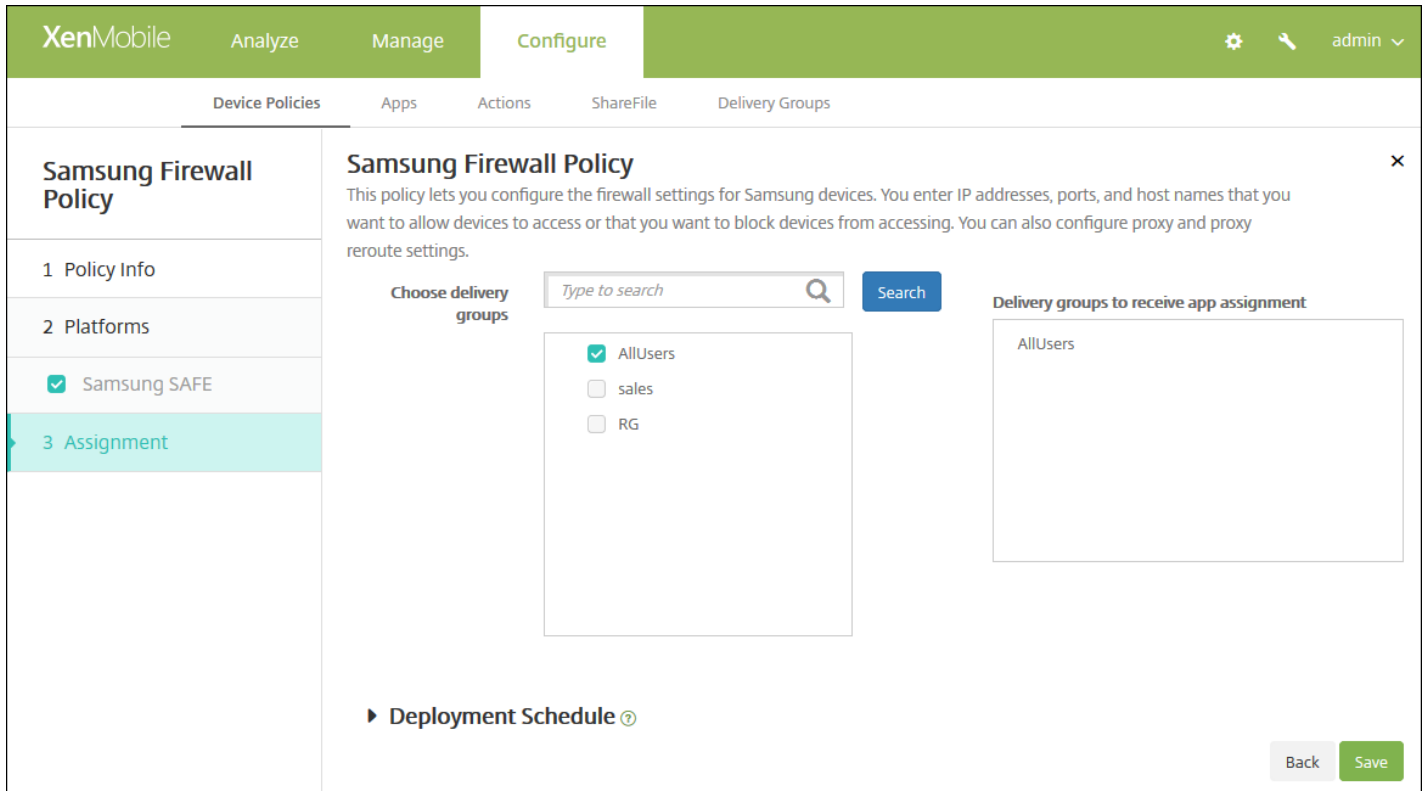 XenMobile Analyze Manage Configure admin
Device Policies Apps Actions ShareFile Delivery Groups
Samsung Firewall
Policy
1 Policy Info
2 Platforms
Samsung SAFE
3 Assignment
Samsung Firewall Policy
This policy lets you configure the firewall settings for Samsung devices. You enter IP addresses, ports, and host names that you
want to allow devices to access or that you want to block devices from accessing. You can also configure proxy and proxy
reroute settings.
Choose delivery
groups
Type to search
Search
AllUsers
sales
RG
Delivery groups to receive app assignment
AllUsers
Deployment Schedule ?
Back Save